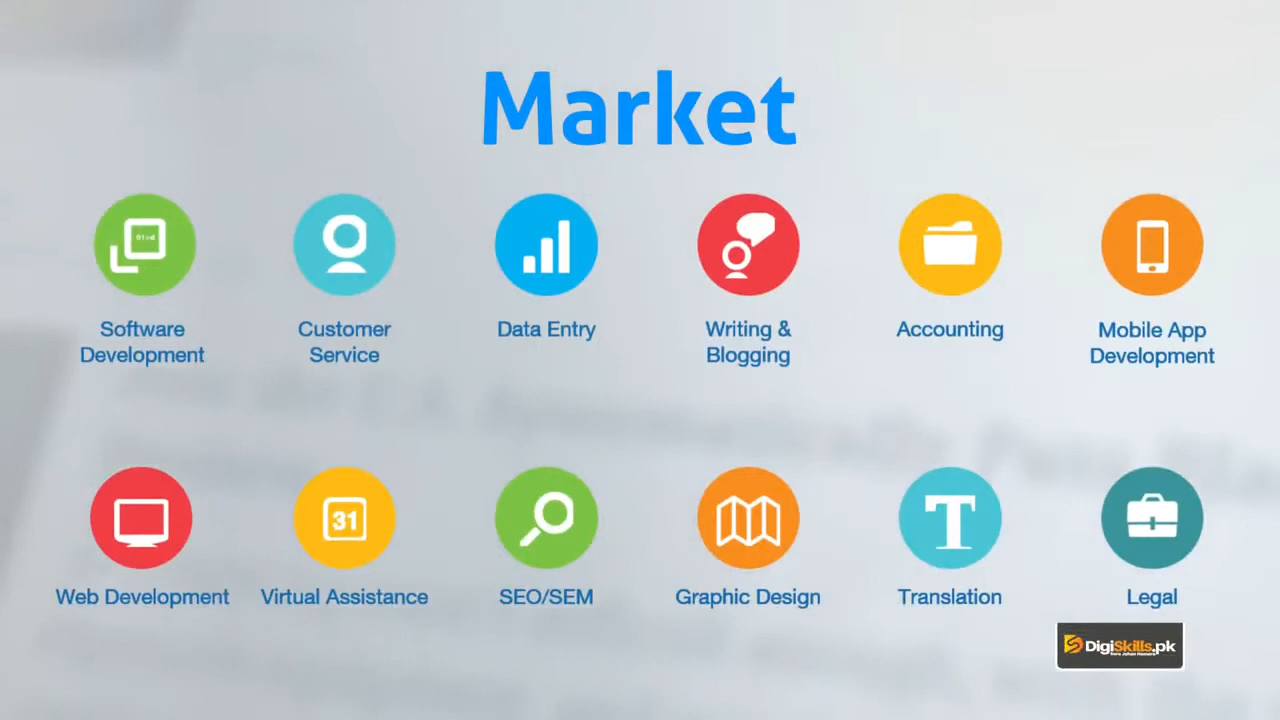 Market
Software
Development
Customer
Service
Data Entry
Writing &
Blogging
Accounting
Mobile App
Development
31
Web Development
Virtual Assistance
SEO/SEM
Graphic Design
T
Translation
Legal
DigiSkills.pk